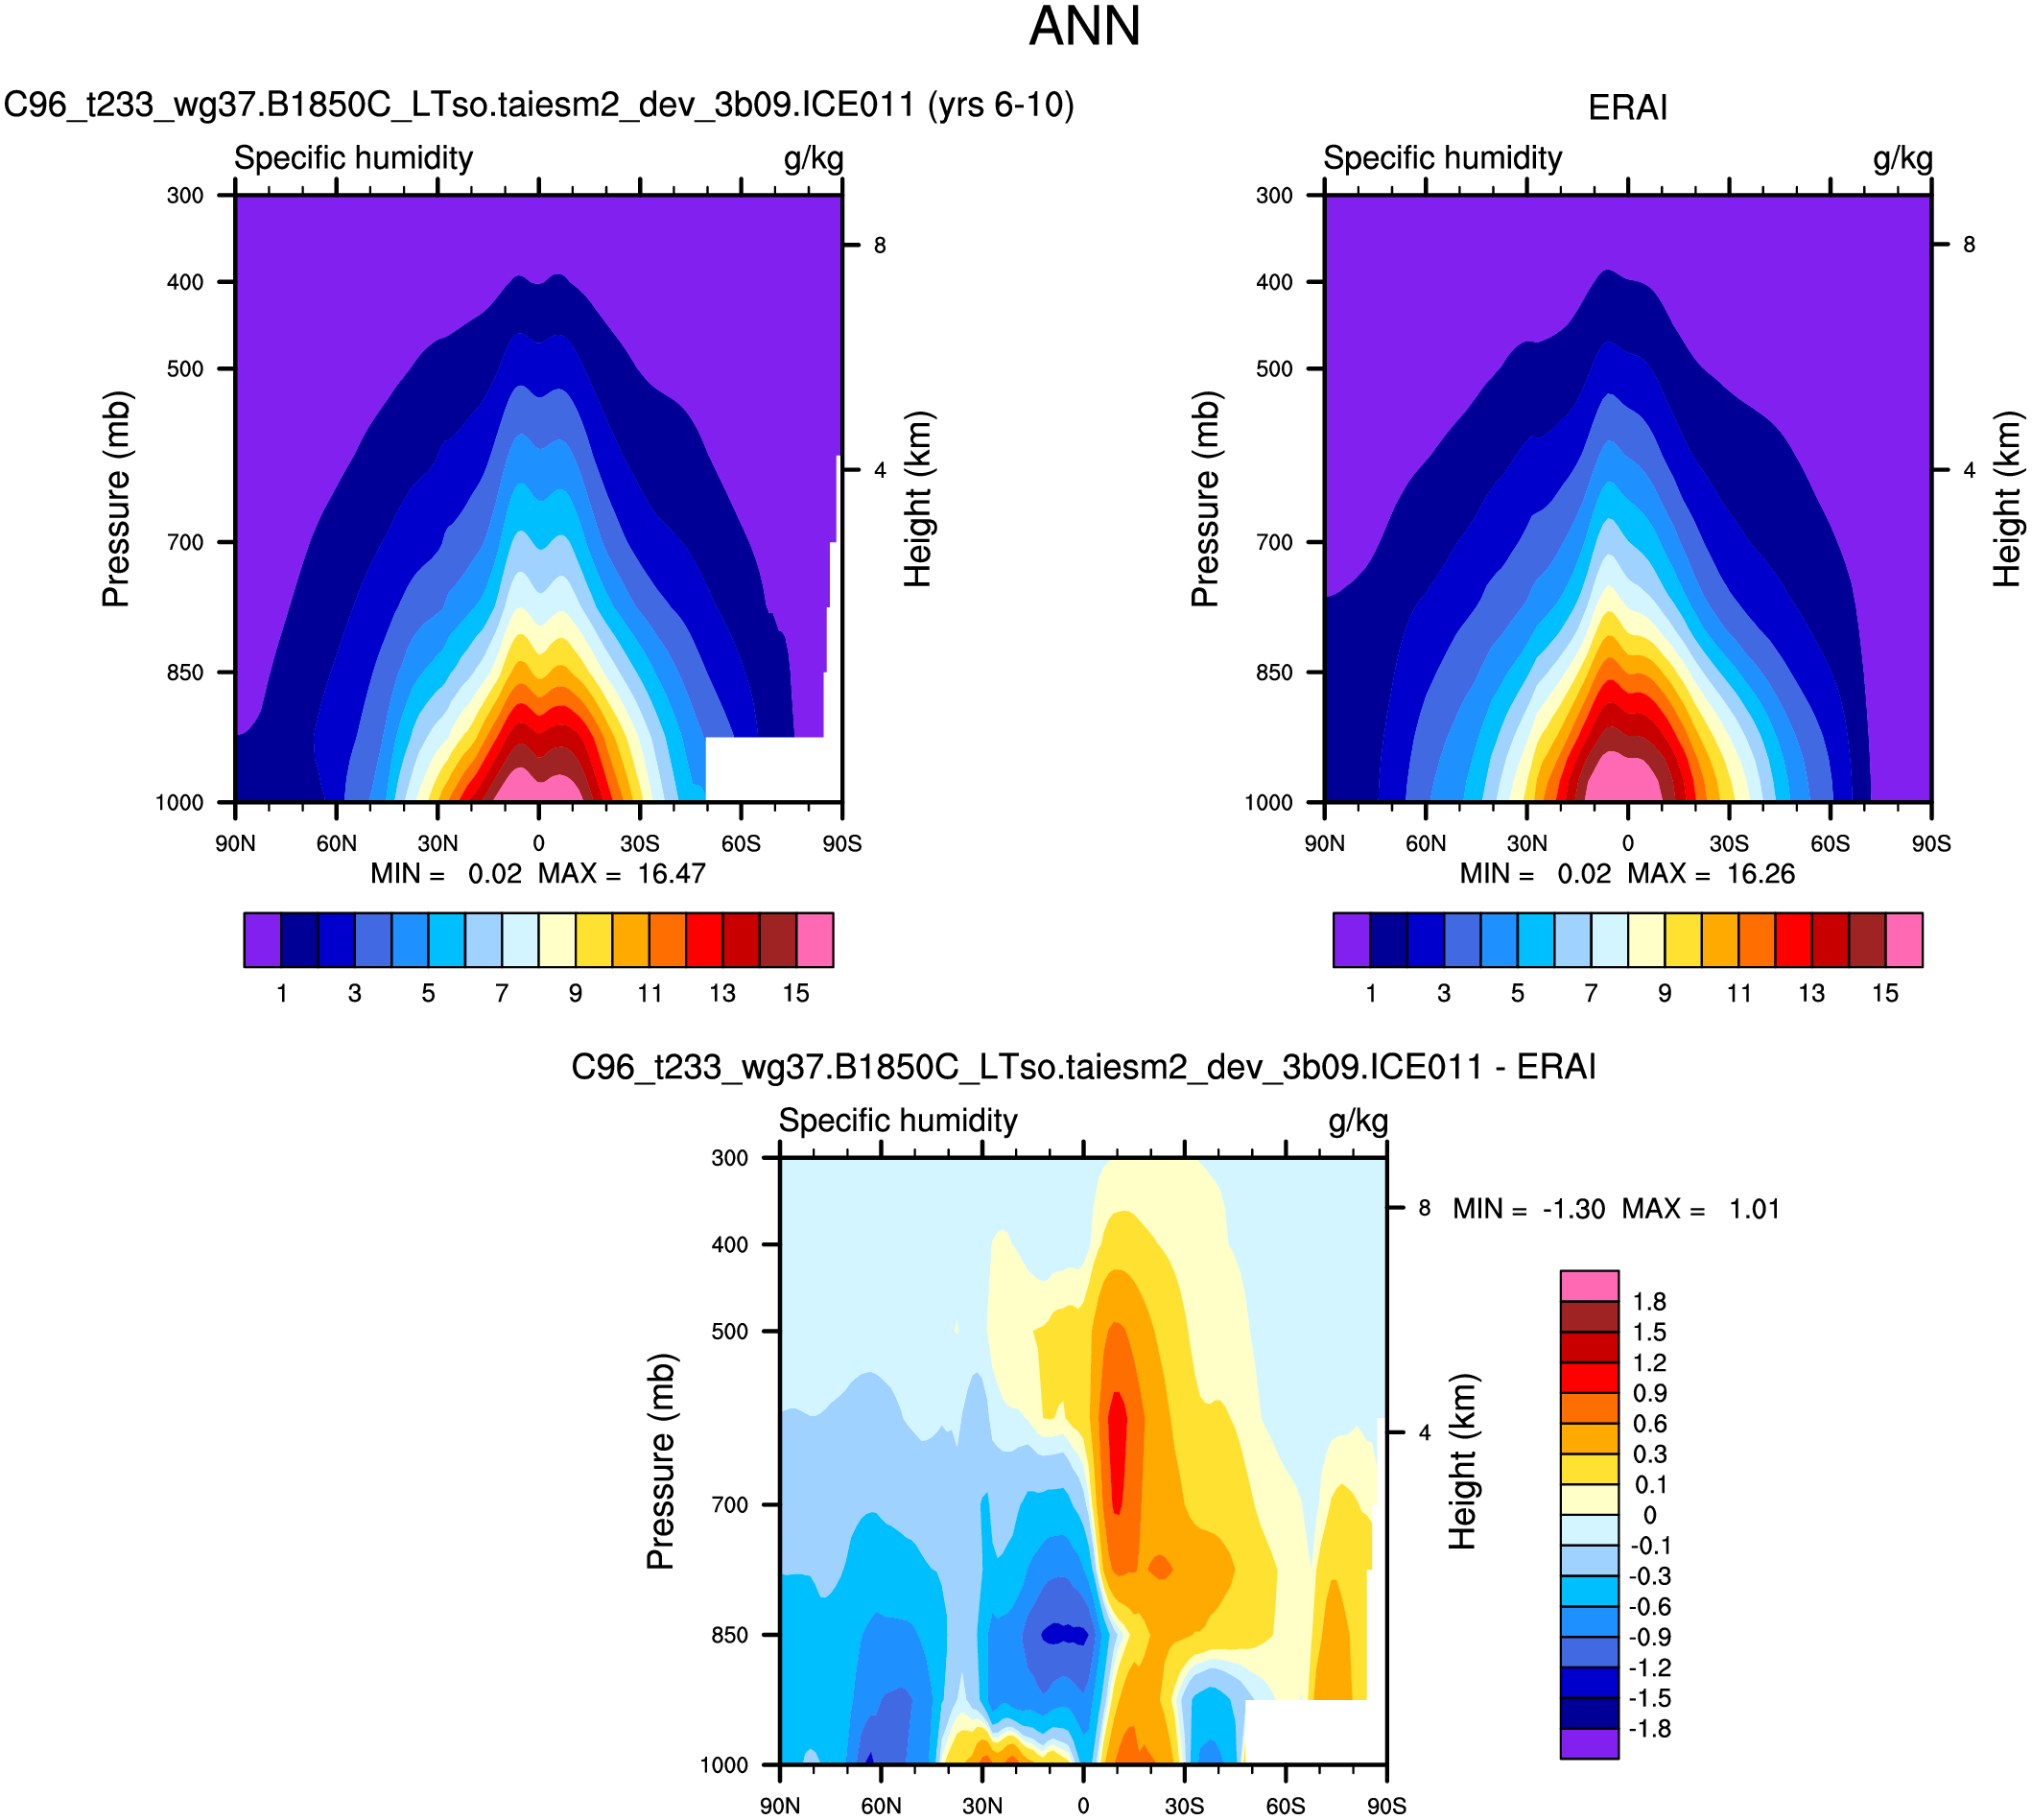 ANN
C96_t233_wg37.B1850C_LTso.taiesm2_dev_3b09.ICE011 (yrs 6-10)
Specific humidity g/kg
300
400
500
700
850
1000
Pressure (mb)
8
4
Height (km)
90N 60N 30N 0 30S 60S 90S
MIN = 0.02 MAX = 16.47
1 3 5 7 9 11 13 15
ERAI
Specific humidity g/kg
300
400
500
700
850
1000
Pressure (mb)
8
4
Height (km)
90N 60N 30N 0 30S 60S 90S
MIN = 0.02 MAX = 16.26
1 3 5 7 9 11 13 15
C96_t233_wg37.B1850C_LTso.taiesm2_dev_3b09.ICE011 - ERAI
Specific humidity g/kg
300
400
500
700
850
1000
Pressure (mb)
8
4
Height (km)
90N 60N 30N 0 30S 60S 90S
MIN = -1.30 MAX = 1.01
1.8
1.5
1.2
0.9
0.6
0.3
0.1
0
-0.1
-0.3
-0.6
-0.9
-1.2
-1.5
-1.8